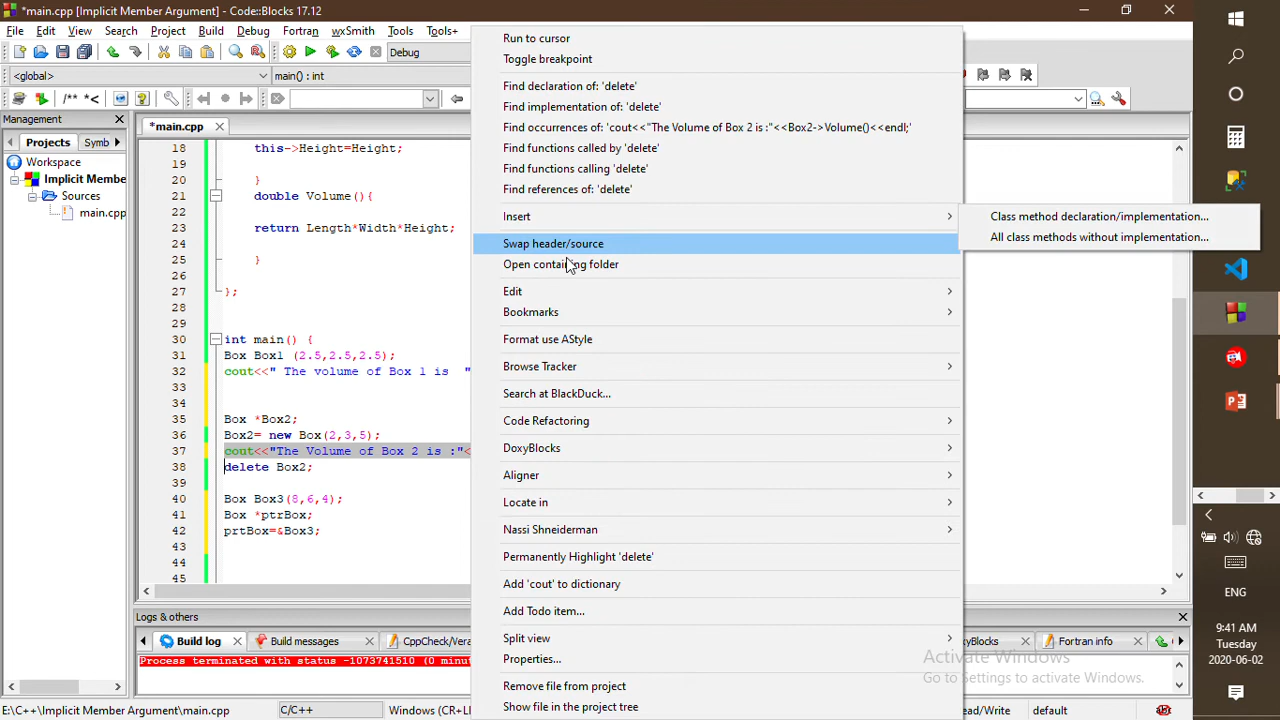 *main.cpp [Implicit Member Argument] - Code::Blocks 17.12
File Edit View Search Project Build Debug Fortran wxSmith Tools Tools+
Debug
<global>
main() : int
/** *<
Management
Projects Symb
Workspace
Implicit Membe
Sources
main.cpp
*main.cpp
18 this->Height=Height;
19
20 }
21 double Volume(){
22
23 return Length*Width*Height;
24
25 }
26
27 };
28
29
30 int main() {
31 Box Box1 (2.5,2.5,2.5);
32 cout<<" The volume of Box 1 is "
33
34
35 Box *Box2;
36 Box2= new Box(2,3,5);
37 cout<<"The Volume of Box 2 is :"<
38 delete Box2;
39
40 Box Box3(8,6,4);
41 Box *ptrBox;
42 prtBox=&Box3;
43
44
45
Run to cursor
Toggle breakpoint
Find declaration of: 'delete'
Find implementation of: 'delete'
Find occurrences of: 'cout<<"The Volume of Box 2 is :"<<Box2->Volume()<<endl;'
Find functions called by 'delete'
Find functions calling 'delete'
Find references of: 'delete'
Insert
Swap header/source
Open containing folder
Edit
Bookmarks
Format use AStyle
Browse Tracker
Search at BlackDuck...
Code Refactoring
DoxyBlocks
Aligner
Locate in
Nassi Shneiderman
Permanently Highlight 'delete'
Add 'cout' to dictionary
Add Todo item...
Split view
Properties...
Remove file from project
Show file in the project tree
Class method declaration/implementation...
All class methods without implementation...
Logs & others
Build log Build messages CppCheck/Vera
oxyBlocks Fortran info
Process terminated with status -1073741510 (0 minut
Activate Windows
Go to Settings to activate Windows.
E:\C++\Implicit Member Argument\main.cpp C/C++ Windows (CR+L
ead/Write default abc
ENG
9:41 AM
Tuesday
2020-06-02